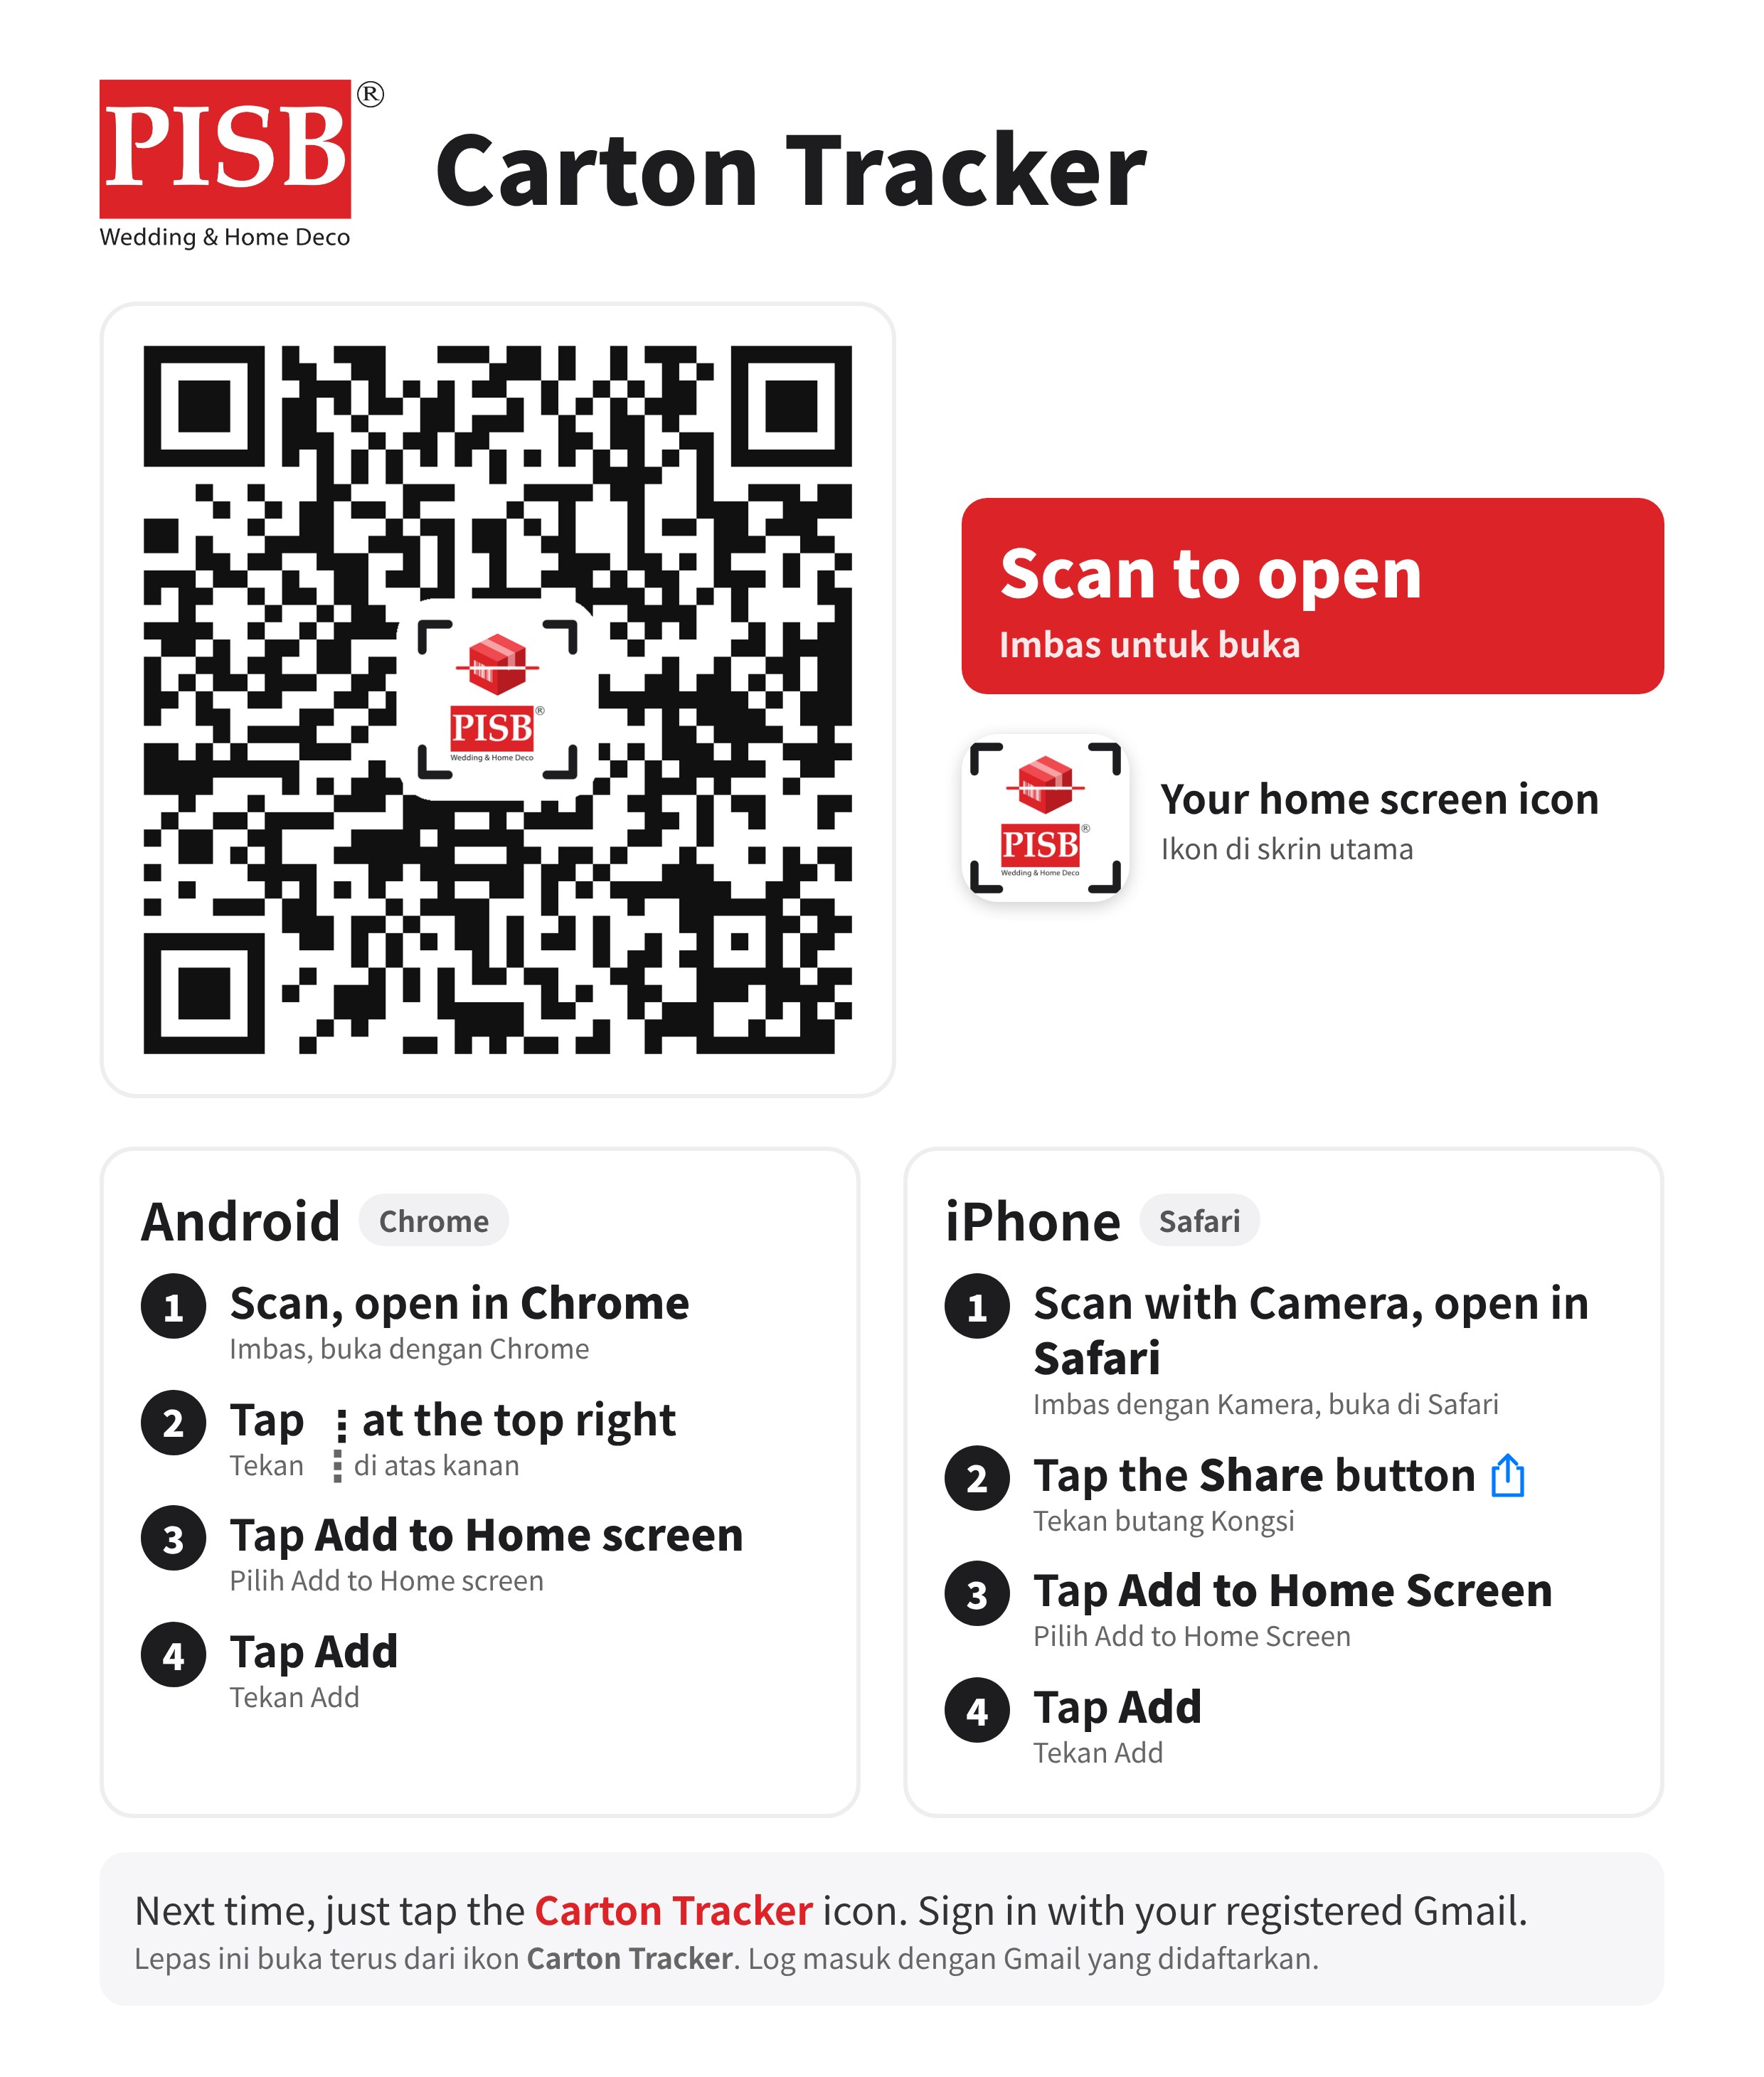 PISB®
Wedding & Home Deco
Carton Tracker
PISB®
Wedding & Home Deco
Scan to open
Imbas untuk buka
PISB®
Wedding & Home Deco
Your home screen icon
Ikon di skrin utama
Android Chrome
1 Scan, open in Chrome
Imbas, buka dengan Chrome
2 Tap ⋮ at the top right
Tekan ⋮ di atas kanan
3 Tap Add to Home screen
Pilih Add to Home screen
4 Tap Add
Tekan Add
iPhone Safari
1 Scan with Camera, open in
Safari
Imbas dengan Kamera, buka di Safari
2 Tap the Share button
Tekan butang Kongsi
3 Tap Add to Home Screen
Pilih Add to Home Screen
4 Tap Add
Tekan Add
Next time, just tap the Carton Tracker icon. Sign in with your registered Gmail.
Lepas ini buka terus dari ikon Carton Tracker. Log masuk dengan Gmail yang didaftarkan.